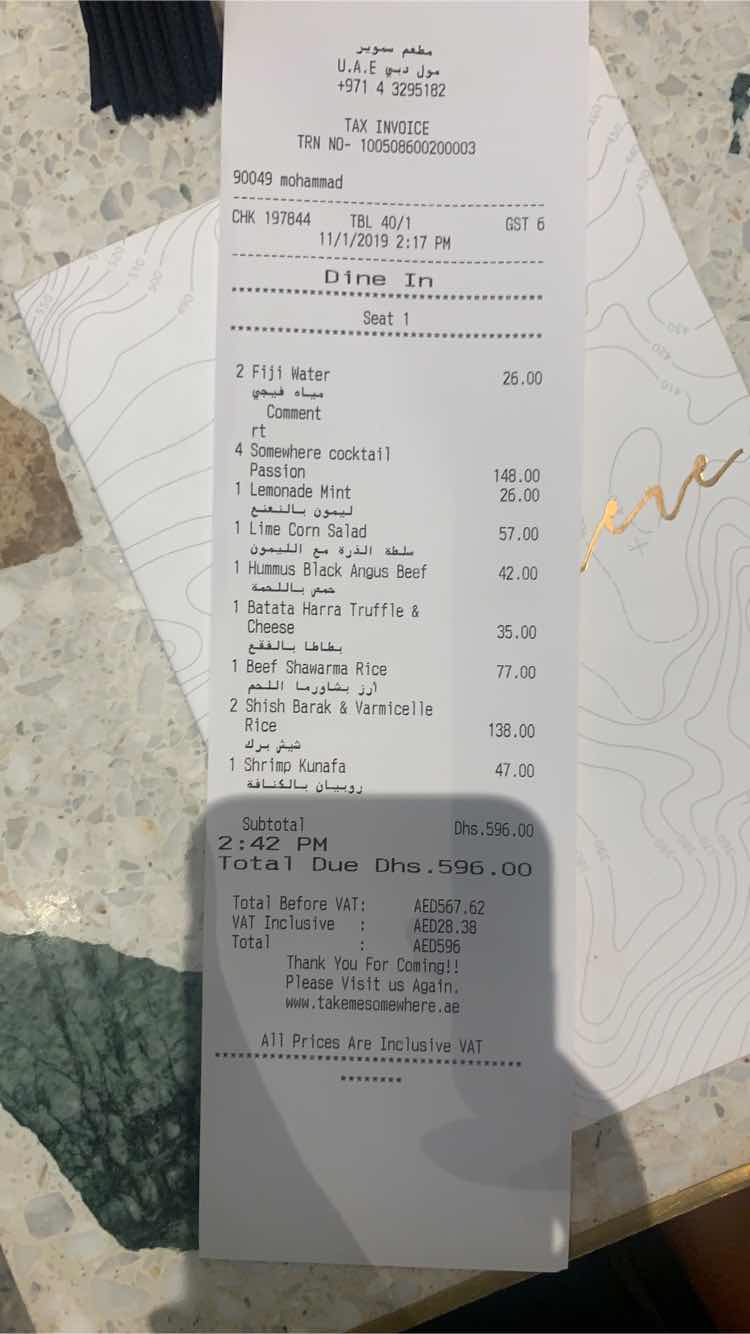 مطعم سموير
مول دبي U.A.E
+971 4 3295182
TAX INVOICE
TRN NO- 100508600200003
90049 mohammad
CHK 197844 TBL 40/1 GST 6
11/1/2019 2:17 PM
Dine In
Seat 1
2 Fiji Water 26.00
مياه فيجي
Comment
rt
4 Somewhere cocktail
Passion 148.00
1 Lemonade Mint 26.00
ليمون بالنعنع
1 Lime Corn Salad 57.00
سلطة الذرة مع الليمون
1 Hummus Black Angus Beef 42.00
حمص باللحمة
1 Batata Harra Truffle &
Cheese 35.00
بطاطا بالفقع
1 Beef Shawarma Rice 77.00
أرز بشاورما اللحم
2 Shish Barak & Varmicelle
Rice 138.00
شيش برك
1 Shrimp Kunafa 47.00
روبيان بالكنافة
Subtotal Dhs.596.00
2:42 PM
Total Due Dhs.596.00
Total Before VAT: AED567.62
VAT Inclusive : AED28.38
Total : AED596
Thank You For Coming!!
Please Visit us Again.
www.takemesomewhere.ae
All Prices Are Inclusive VAT
ere